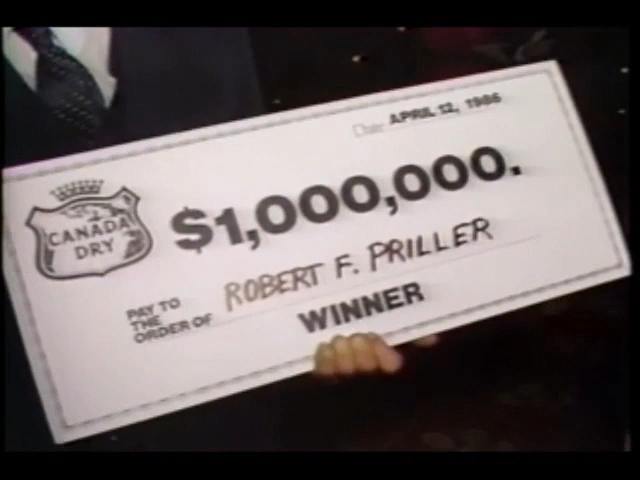 Date APRIL 12, 1986
$1,000,000.
CANADA
DRY
PAY TO
THE
ORDER OF
ROBERT F. PRILLER
WINNER